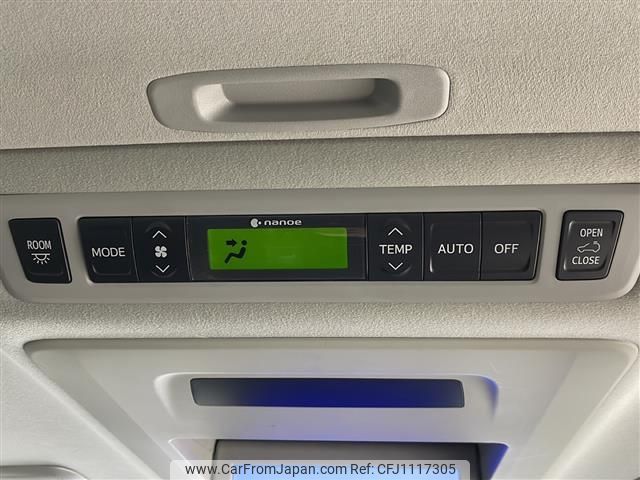 nanoe
ROOM
MODE
TEMP
AUTO
OFF
OPEN
CLOSE
www.CarFromJapan.com Ref: CFJ1117305